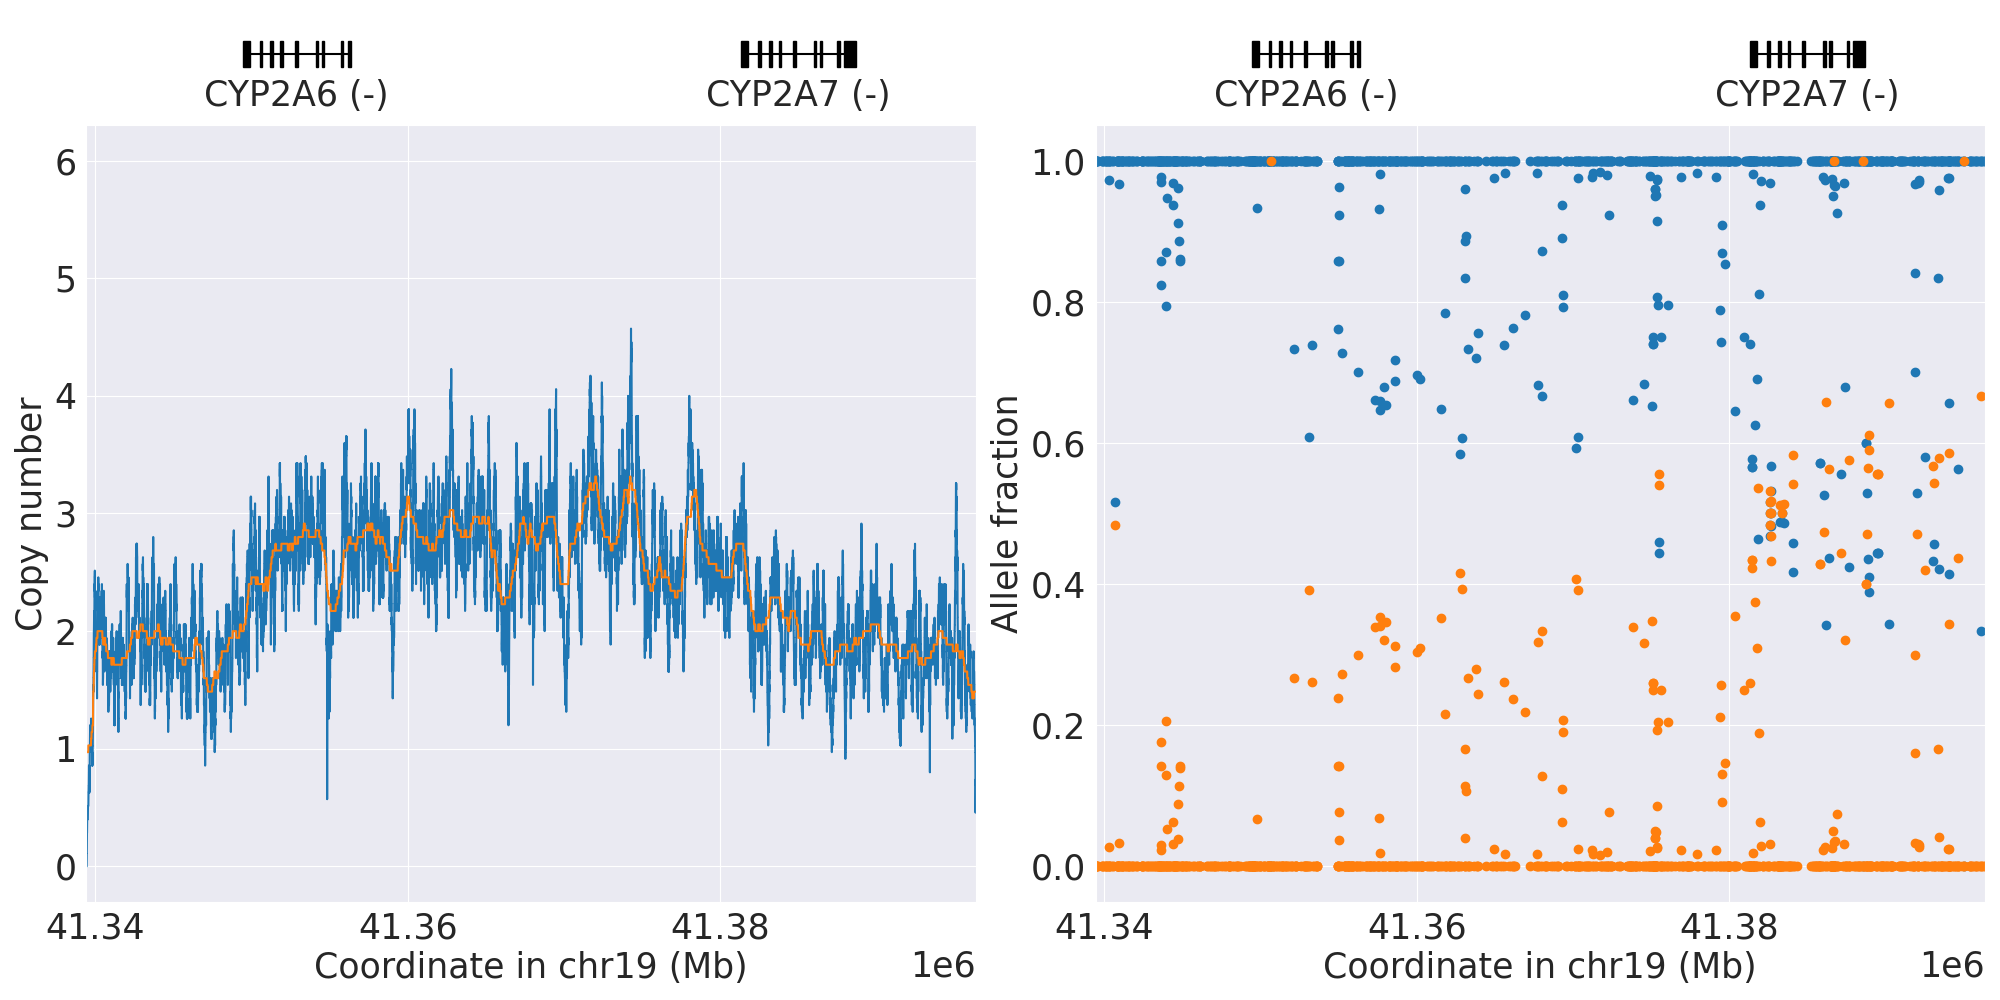 CYP2A6 (-)
CYP2A7 (-)
CYP2A6 (-)
CYP2A7 (-)
Copy number
6
5
4
3
2
1
0
41.34
41.36
41.38
Coordinate in chr19 (Mb)
1e6
Allele fraction
1.0
0.8
0.6
0.4
0.2
0.0
41.34
41.36
41.38
Coordinate in chr19 (Mb)
1e6